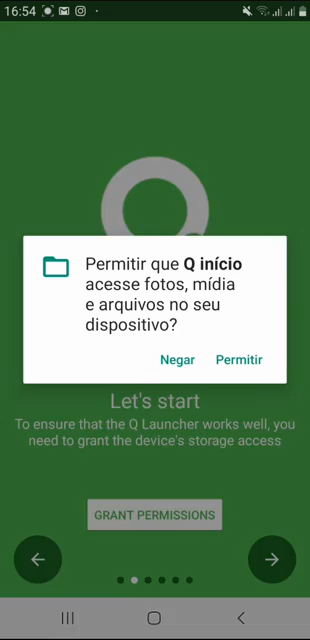 16:54
Permitir que Q início
acesse fotos, mídia
e arquivos no seu
dispositivo?
Negar
Permitir
Let's start
To ensure that the Q Launcher works well, you
need to grant the device's storage access
GRANT PERMISSIONS